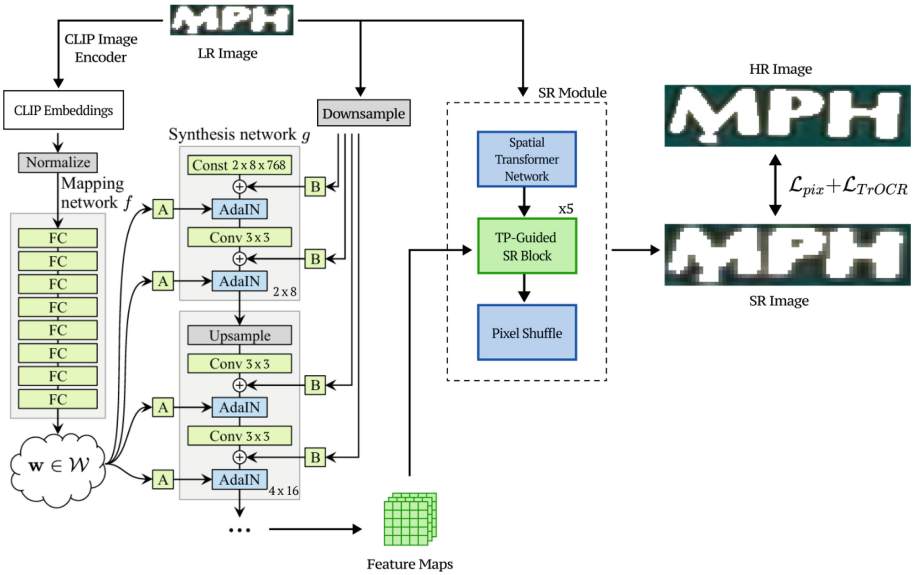 MPH
LR Image
CLIP Image
Encoder
CLIP Embeddings
Normalize
Mapping
network f
FC
FC
FC
FC
FC
FC
FC
FC
w ∈ W
Downsample
Synthesis network g
Const 2 x 8 x 768
B
A
AdaIN
Conv 3 x 3
B
A
AdaIN
2 x 8
Upsample
Conv 3 x 3
B
A
AdaIN
Conv 3 x 3
B
A
AdaIN
4 x 16
...
Feature Maps
SR Module
Spatial
Transformer
Network
x5
TP-Guided
SR Block
Pixel Shuffle
HR Image
MPH
ℒpix+ℒTrOCR
MPH
SR Image